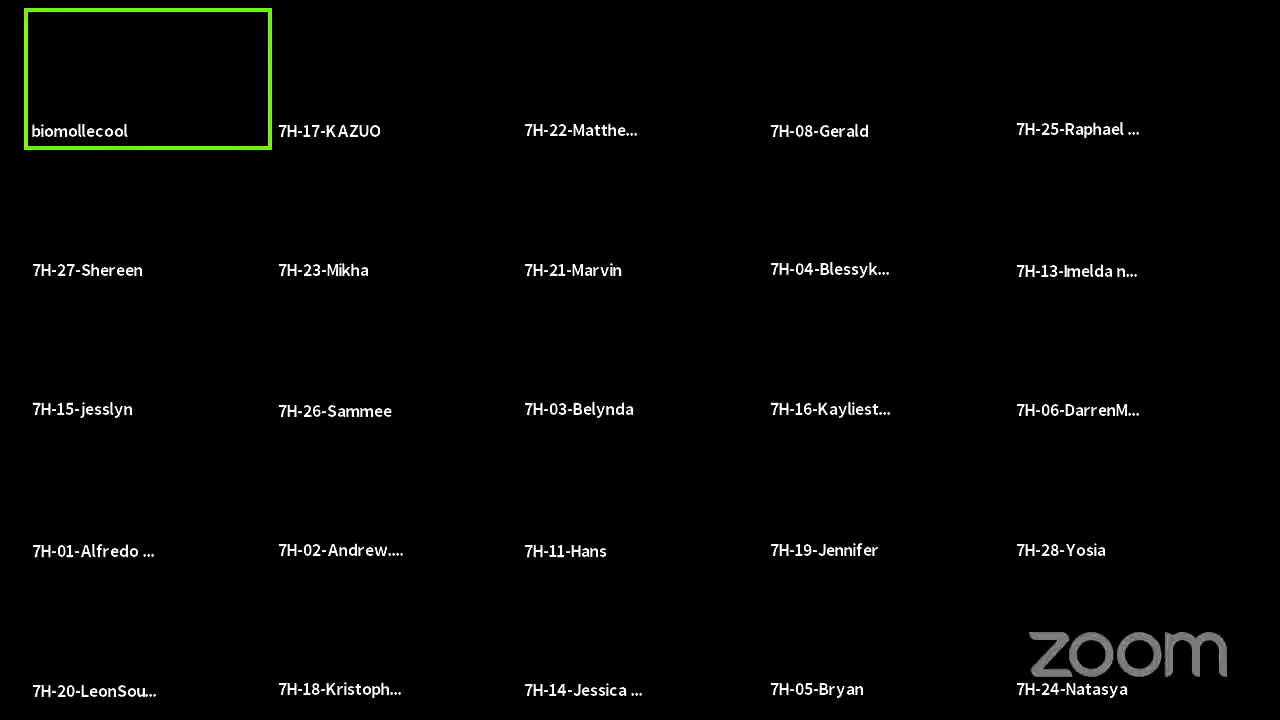 biomollecool
7H-17-KAZUO
7H-22-Matthe...
7H-08-Gerald
7H-25-Raphael ...
7H-27-Shereen
7H-23-Mikha
7H-21-Marvin
7H-04-Blessyk...
7H-13-Imelda n...
7H-15-jesslyn
7H-26-Sammee
7H-03-Belynda
7H-16-Kayliest...
7H-06-DarrenM...
7H-01-Alfredo ...
7H-02-Andrew....
7H-11-Hans
7H-19-Jennifer
7H-28-Yosia
zoom
7H-20-LeonSou...
7H-18-Kristoph...
7H-14-Jessica ...
7H-05-Bryan
7H-24-Natasya